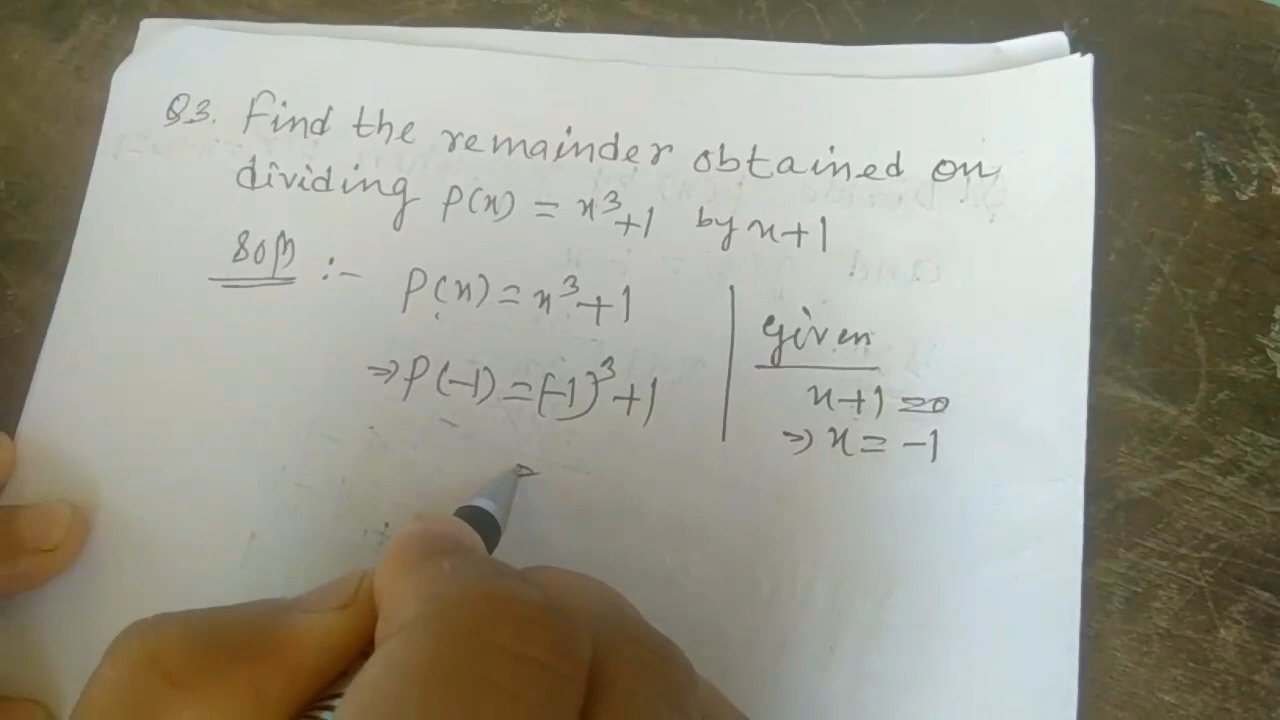 Q3. Find the remainder obtained on
dividing P(x) = x³+1 by x+1
Soln :- P(x) = x³+1
⇒ P(-1) = (-1)³+1
=
given
x+1 = 0
⇒ x = -1